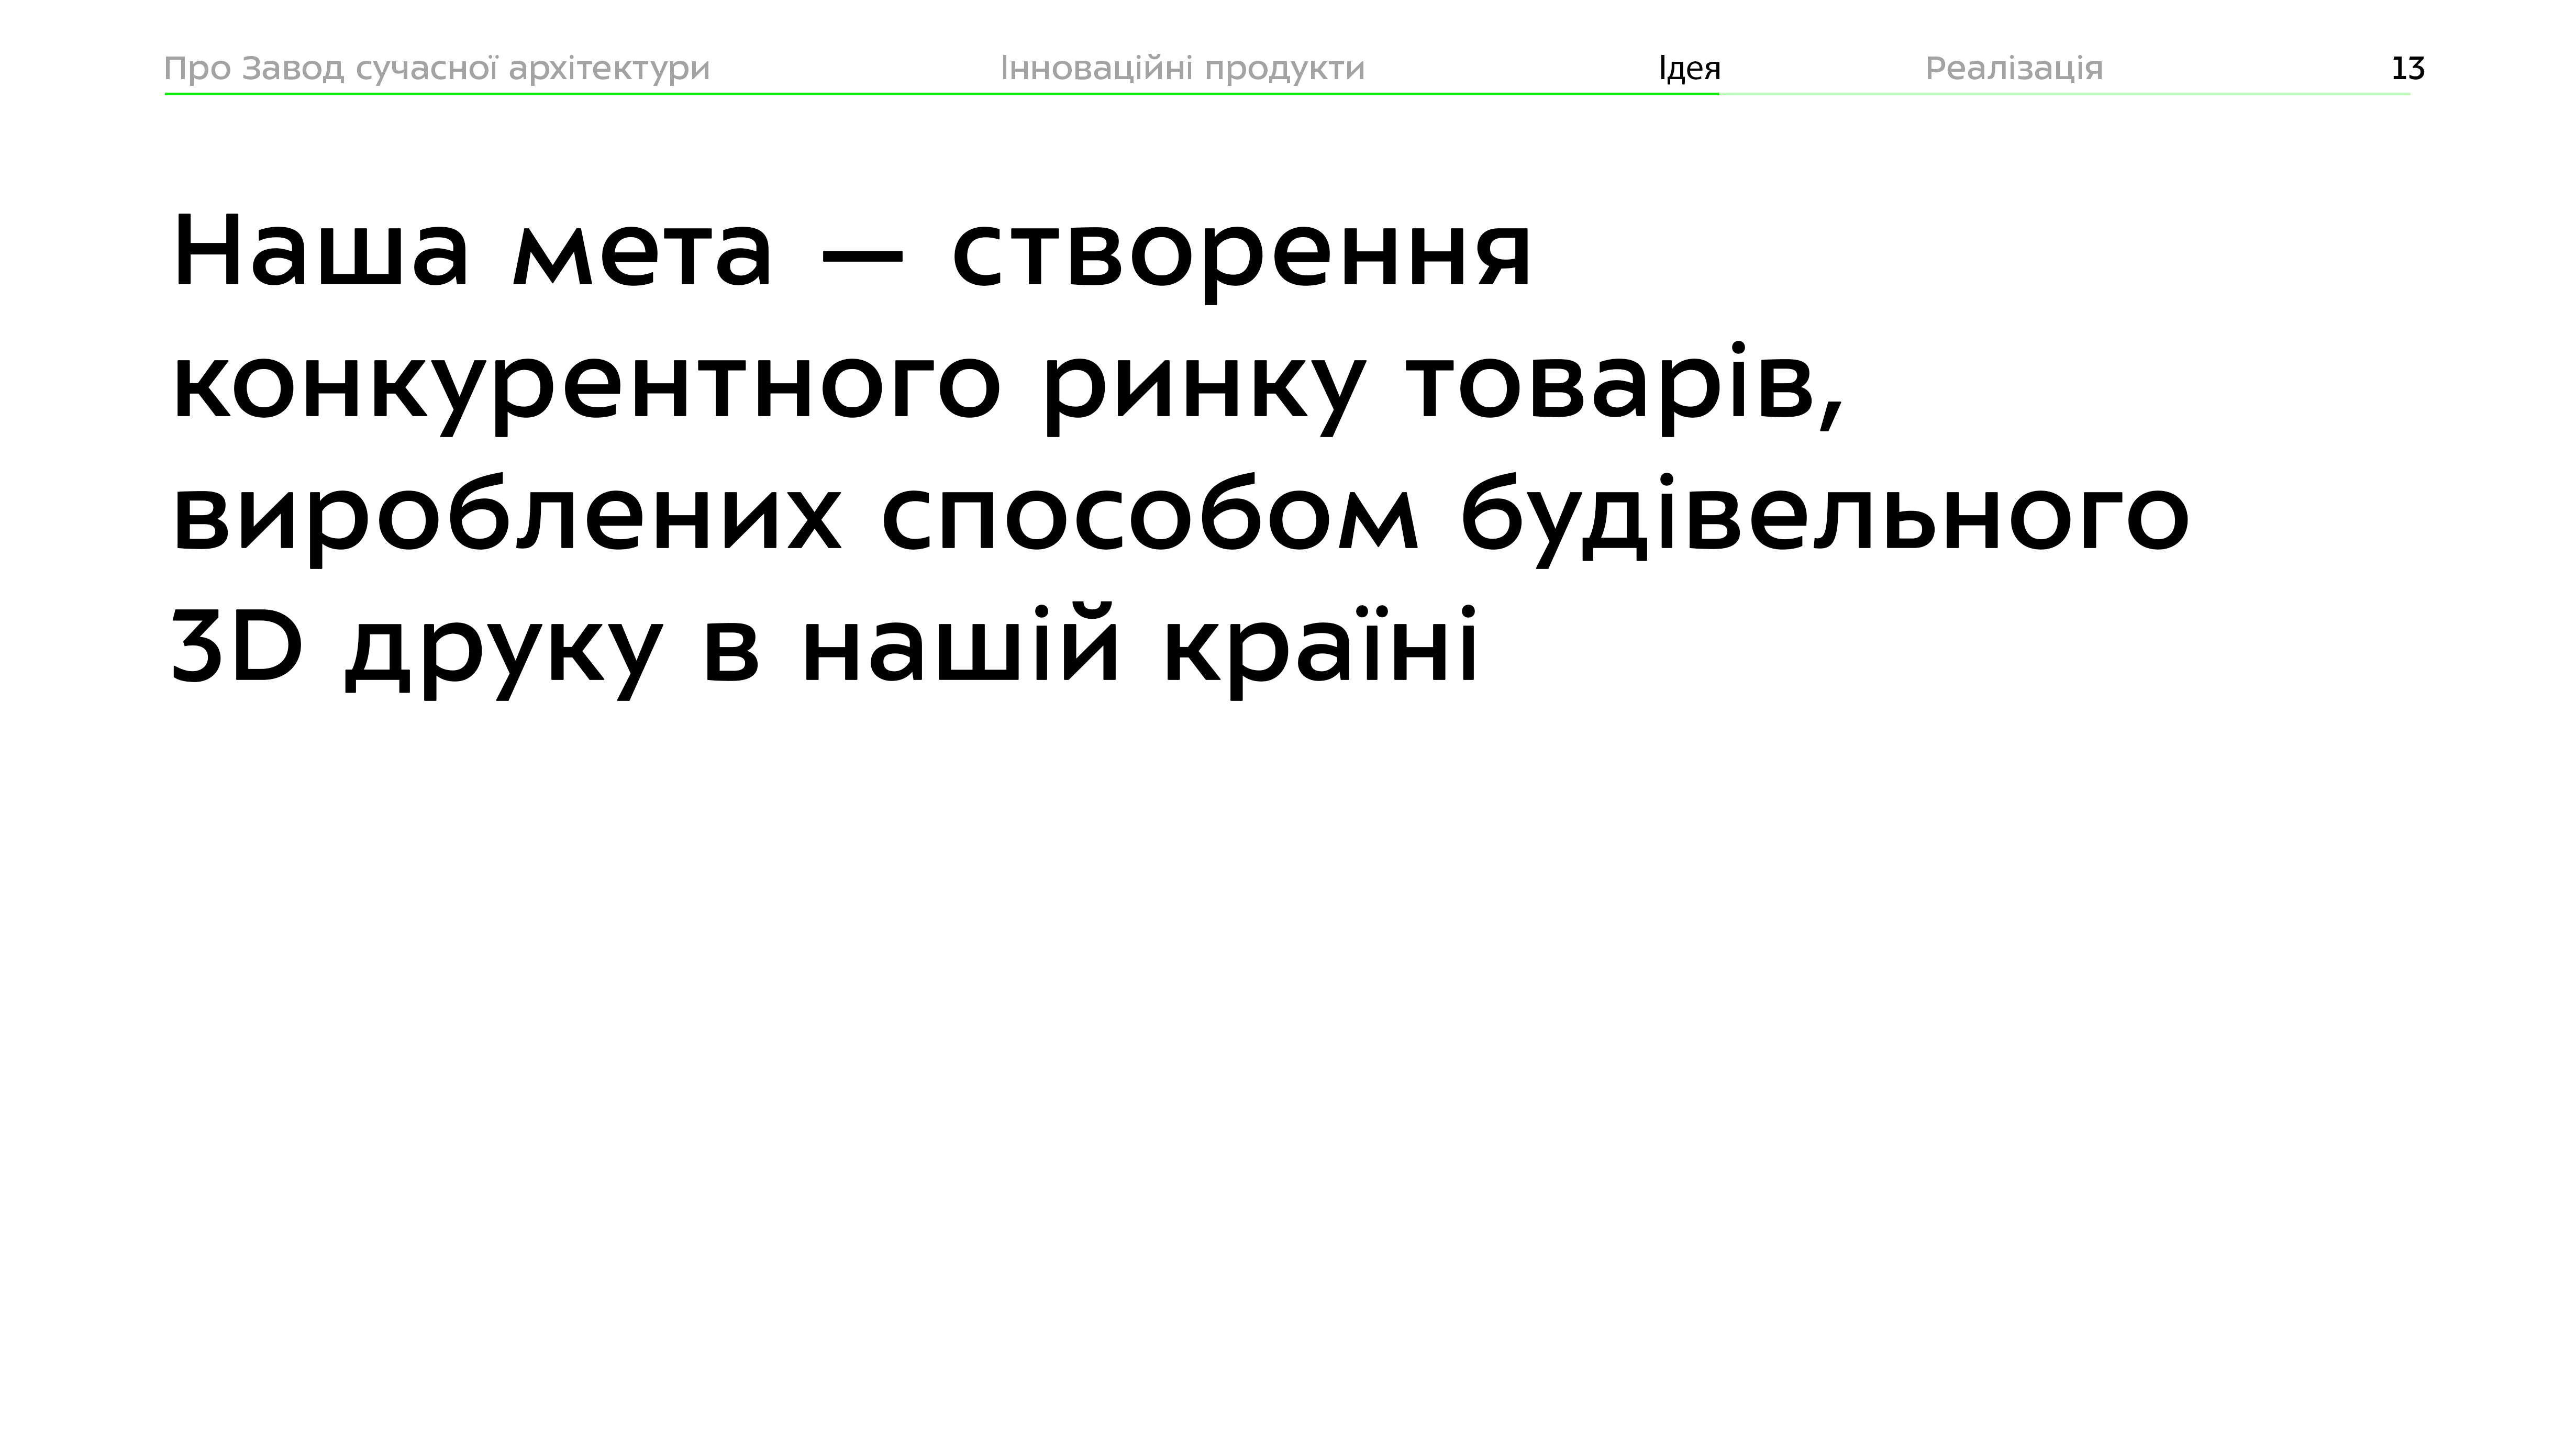 Про Завод сучасної архітектури Інноваційні продукти Ідея Реалізація 13
Наша мета — створення
конкурентного ринку товарів,
вироблених способом будівельного
3D друку в нашій країні